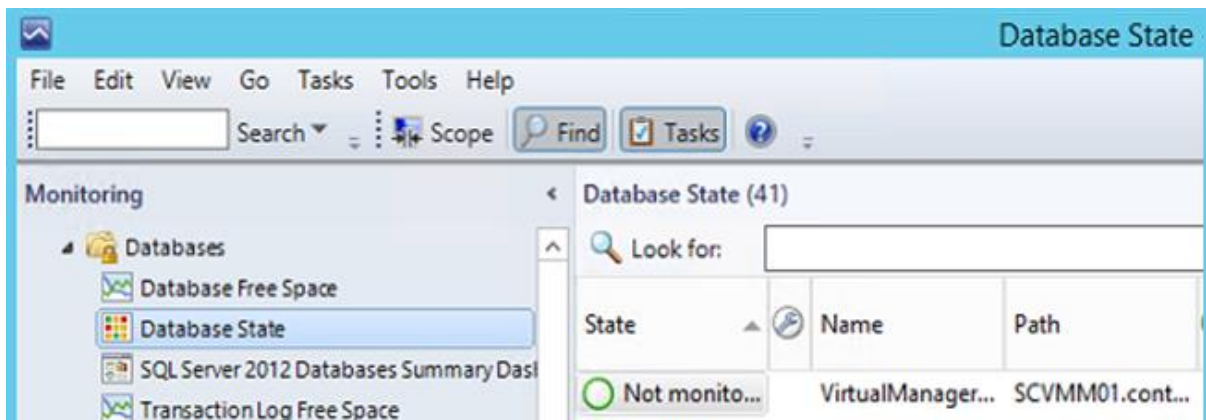 Database State
File Edit View Go Tasks Tools Help
Search Scope Find Tasks
Monitoring
Databases
Database Free Space
Database State
SQL Server 2012 Databases Summary Das
Transaction Log Free Space
Database State (41)
Look for:
State Name Path
Not monito... VirtualManager... SCVMM01.cont...